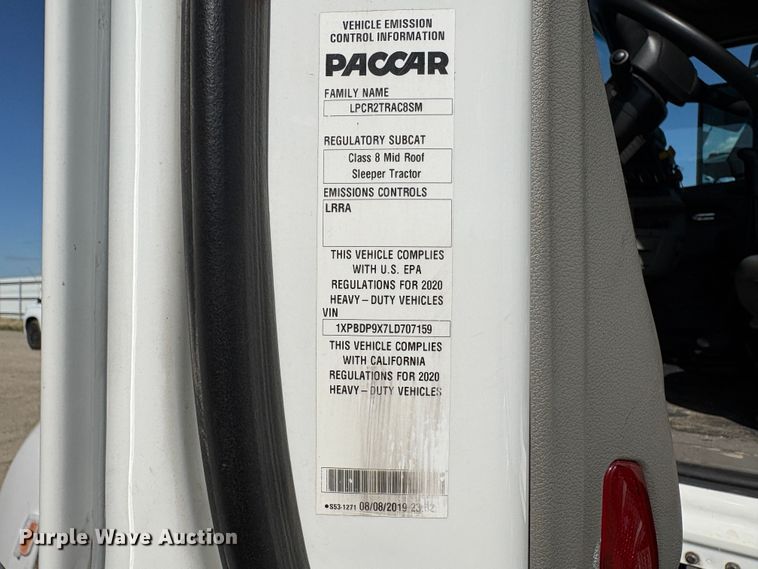 VEHICLE EMISSION
CONTROL INFORMATION
PACCAR
FAMILY NAME
LPCR2TRAC8SM
REGULATORY SUBCAT
Class 8 Mid Roof
Sleeper Tractor
EMISSIONS CONTROLS
LRRA
THIS VEHICLE COMPLIES
WITH U.S. EPA
REGULATIONS FOR 2020
HEAVY-DUTY VEHICLES
VIN
1XPBDP9X7LD707159
THIS VEHICLE COMPLIES
WITH CALIFORNIA
REGULATIONS FOR 2020
HEAVY-DUTY VEHICLES
•S53-1271 08/08/2019
Purple Wave Auction